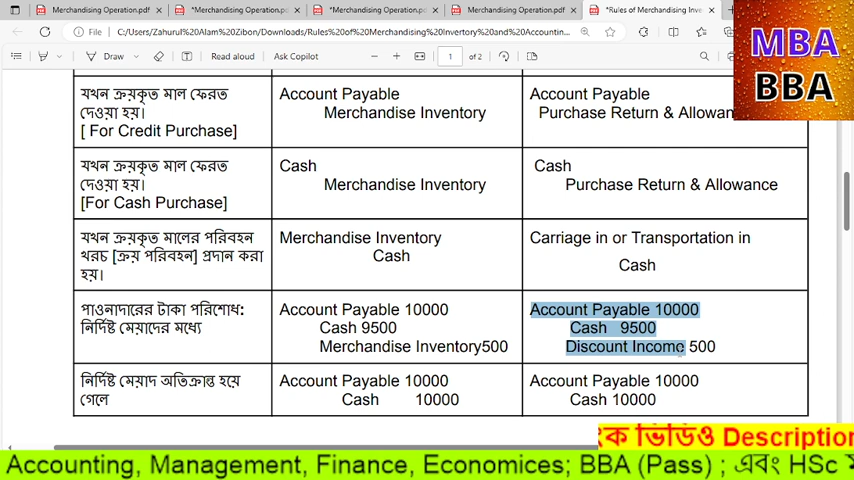 Merchandising Operation.pdf
*Merchandising Operation.pdf
*Merchandising Operation.pdf
Merchandising Operation.pdf
*Rules of Merchandising Inve
File
C:/Users/Zahurul%20Alam%20Zibon/Downloads/Rules%20of%20Merchandising%20Inventory%20and%20Accountin...
Draw
Read aloud
Ask Copilot
1
of 2
MBA
BBA
যখন ক্রয়কৃত মাল ফেরত
দেওয়া হয়।
[ For Credit Purchase]
Account Payable
Merchandise Inventory
Account Payable
Purchase Return & Allowan
যখন ক্রয়কৃত মাল ফেরত
দেওয়া হয়।
[For Cash Purchase]
Cash
Merchandise Inventory
Cash
Purchase Return & Allowance
যখন ক্রয়কৃত মালের পরিবহন
খরচ [ক্রয় পরিবহন] প্রদান করা
হয়।
Merchandise Inventory
Cash
Carriage in or Transportation in
Cash
পাওনাদারের টাকা পরিশোধ:
নির্দিষ্ট মেয়াদের মধ্যে
Account Payable 10000
Cash 9500
Merchandise Inventory500
Account Payable 10000
Cash 9500
Discount Income 500
নির্দিষ্ট মেয়াদ অতিক্রান্ত হয়ে
গেলে
Account Payable 10000
Cash 10000
Account Payable 10000
Cash 10000
ংক ভিডিও Description
Accounting, Management, Finance, Economices; BBA (Pass) ; এবং HSc